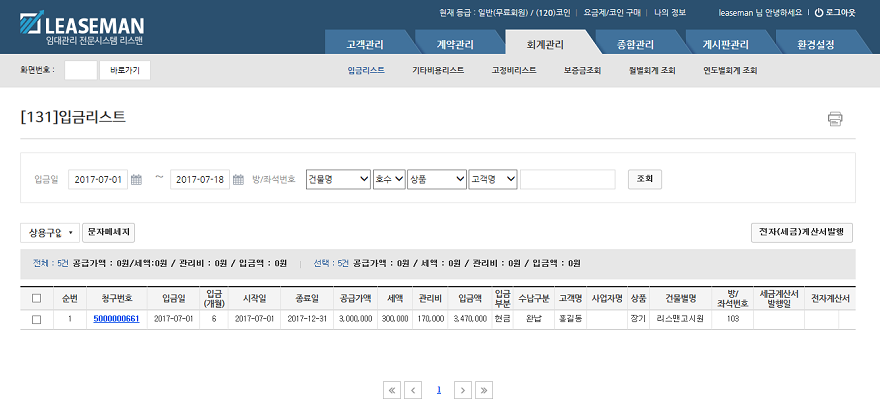 LEASEMAN
임대관리 전문시스템 리스맨
현재 등급 : 일반(무료회원) / (120)코인 | 요금제/코인 구매 | 나의 정보 leaseman 님 안녕하세요 | 로그아웃
고객관리 계약관리 회계관리 종합관리 게시판관리 환경설정
화면번호 : 바로가기 입금리스트 기타비용리스트 고정비리스트 보증금조회 월별회계 조회 연도별회계 조회
[131]입금리스트
입금일 2017-07-01 ~ 2017-07-18 방/좌석번호 건물명 호수 상품 고객명 조회
상용구 문자메세지 전자(세금)계산서발행
전체 : 5건 공급가액 : 0원/세액:0원 / 관리비 : 0원 / 입금액 : 0원 | 선택 : 5건 공급가액 : 0원 / 세액 : 0원 / 관리비 : 0원 / 입금액 : 0원
순번 청구번호 입금일 입금(개월) 시작일 종료일 공급가액 세액 관리비 입금액 입금부분 수납구분 고객명 사업자명 상품 건물별명 방/좌석번호 세금계산서발행일 전자계산서
1 5000000661 2017-07-01 6 2017-07-01 2017-12-31 3,000,000 300,000 170,000 3,470,000 현금 완납 홍길동 장기 리스맨고시원 103
« < 1 > »